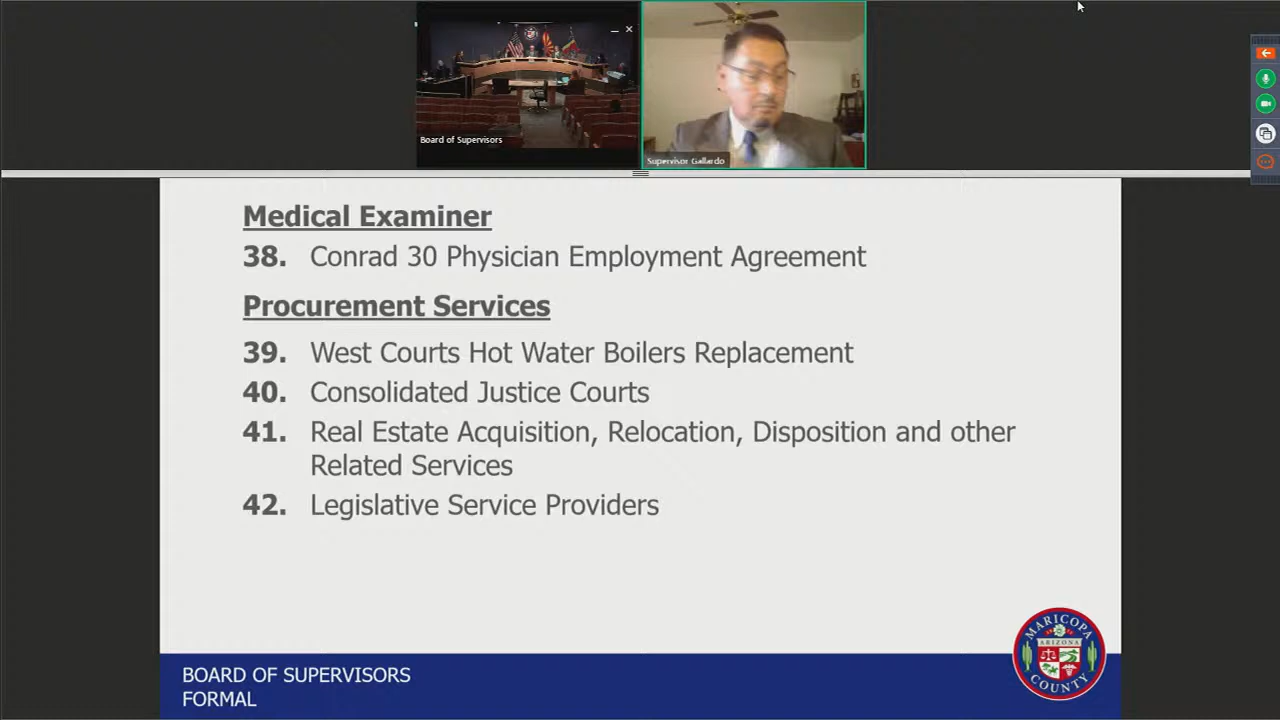 Board of Supervisors
Supervisor Gallardo
Medical Examiner
38. Conrad 30 Physician Employment Agreement
Procurement Services
39. West Courts Hot Water Boilers Replacement
40. Consolidated Justice Courts
41. Real Estate Acquisition, Relocation, Disposition and other
Related Services
42. Legislative Service Providers
BOARD OF SUPERVISORS
FORMAL
MARICOPA
ARIZONA
COUNTY